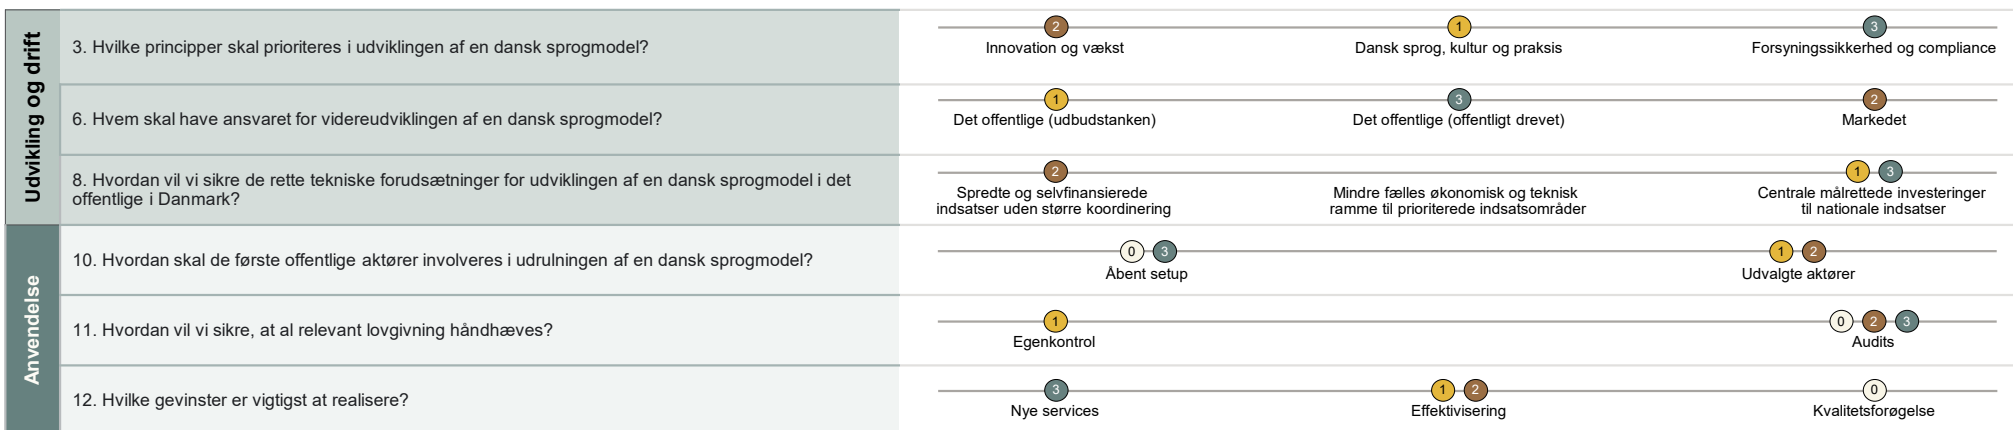 Udvikling og drift
3. Hvilke principper skal prioriteres i udviklingen af en dansk sprogmodel?
2
1
3
Innovation og vækst
Dansk sprog, kultur og praksis
Forsyningssikkerhed og compliance
6. Hvem skal have ansvaret for videreudviklingen af en dansk sprogmodel?
1
3
2
Det offentlige (udbudstanken)
Det offentlige (offentligt drevet)
Markedet
8. Hvordan vil vi sikre de rette tekniske forudsætninger for udviklingen af en dansk sprogmodel i det
offentlige i Danmark?
2
1
3
Spredte og selvfinansierede
indsatser uden større koordinering
Mindre fælles økonomisk og teknisk
ramme til prioriterede indsatsområder
Centrale målrettede investeringer
til nationale indsatser
Anvendelse
10. Hvordan skal de første offentlige aktører involveres i udrulningen af en dansk sprogmodel?
0
3
1
2
Åbent setup
Udvalgte aktører
11. Hvordan vil vi sikre, at al relevant lovgivning håndhæves?
1
0
2
3
Egenkontrol
Audits
12. Hvilke gevinster er vigtigst at realisere?
3
1
2
0
Nye services
Effektivisering
Kvalitetsforøgelse